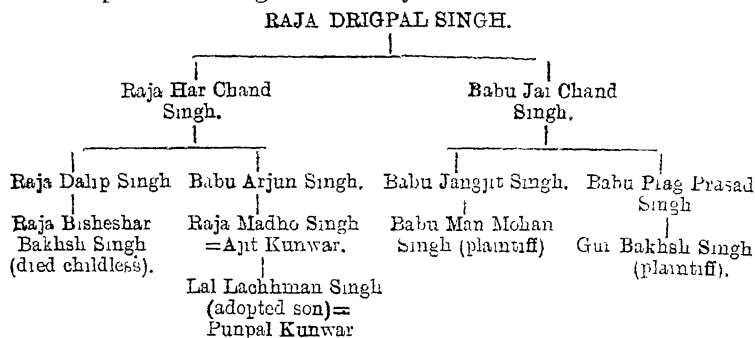 RAJA DRIGPAL SINGH.
Raja Har Chand
Singh.
Babu Jai Chand
Singh.
Raja Dalip Singh
Babu Arjun Singh.
Babu Jangjit Singh.
Babu Piag Prasad
Singh
Raja Bisheshar
Bakhsh Singh
(died childless).
Raja Madho Singh
=Ajit Kunwar.
Lal Lachhman Singh
(adopted son)=
Punpal Kunwar
Babu Man Mohan
Singh (plaintiff)
Gui Bakhsh Singh
(plaintiff).